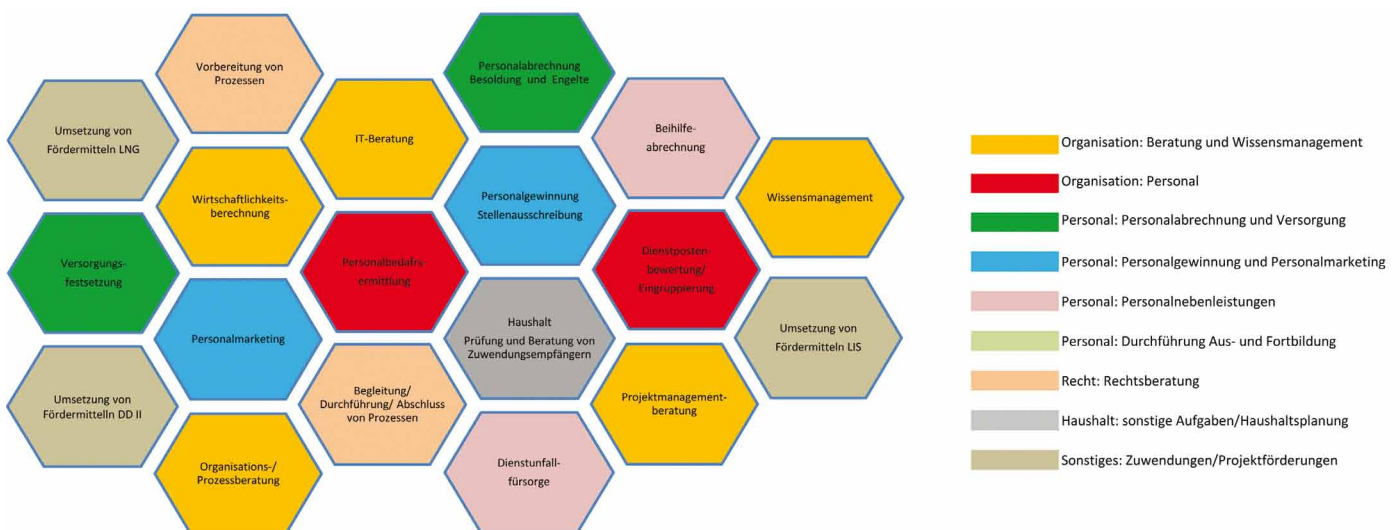 Vorbereitung von
Prozessen
Umsetzung von
Fördermitteln LNG
IT-Beratung
Personalabrechnung
Besoldung und Engelte
Beihilfe-
abrechnung
Wirtschaftlichkeits-
berechnung
Personalgewinnung
Stellenausschreibung
Wissensmanagement
Versorgungs-
festsetzung
Personalbedafrs-
ermittlung
Dienstposten-
bewertung/
Eingruppierung
Personalmarketing
Haushalt
Prüfung und Beratung von
Zuwendungsempfängern
Umsetzung von
Fördermitteln LIS
Umsetzung von
Fördermittelln DD II
Begleitung/
Durchführung/ Abschluss
von Prozessen
Projektmanagement-
beratung
Organisations-/
Prozessberatung
Dienstunfall-
fürsorge
Organisation: Beratung und Wissensmanagement
Organisation: Personal
Personal: Personalabrechnung und Versorgung
Personal: Personalgewinnung und Personalmarketing
Personal: Personalnebenleistungen
Personal: Durchführung Aus- und Fortbildung
Recht: Rechtsberatung
Haushalt: sonstige Aufgaben/Haushaltsplanung
Sonstiges: Zuwendungen/Projektförderungen